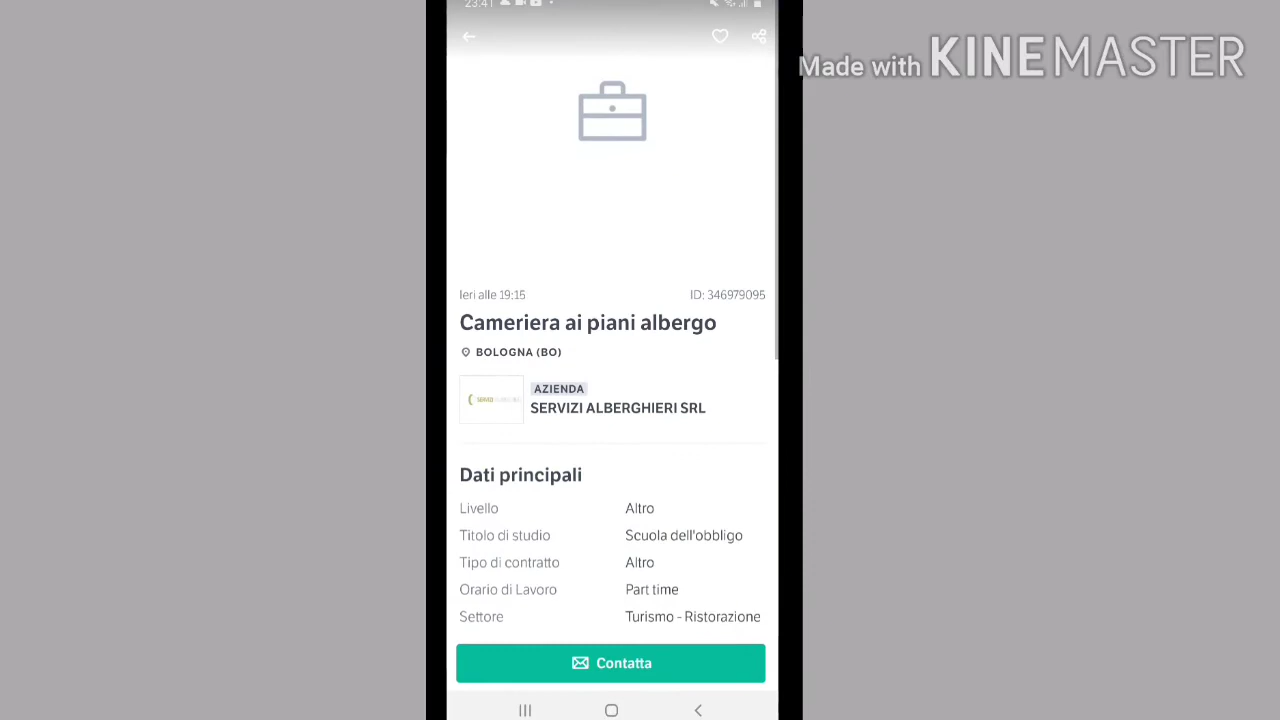 23:41
Made with KINEMASTER
Ieri alle 19:15
ID: 346979095
Cameriera ai piani albergo
BOLOGNA (BO)
AZIENDA
SERVIZI ALBERGHIERI SRL
Dati principali
Livello Altro
Titolo di studio Scuola dell'obbligo
Tipo di contratto Altro
Orario di Lavoro Part time
Settore Turismo - Ristorazione
Contatta